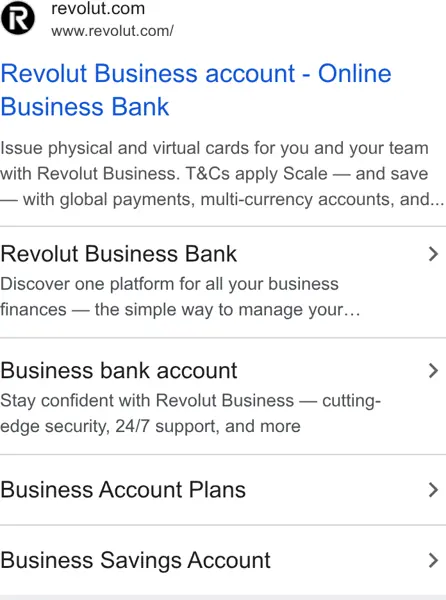 revolut.com
www.revolut.com/
Revolut Business account - Online
Business Bank
Issue physical and virtual cards for you and your team
with Revolut Business. T&Cs apply Scale — and save
— with global payments, multi-currency accounts, and...
Revolut Business Bank
Discover one platform for all your business
finances — the simple way to manage your…
Business bank account
Stay confident with Revolut Business — cutting-
edge security, 24/7 support, and more
Business Account Plans
Business Savings Account